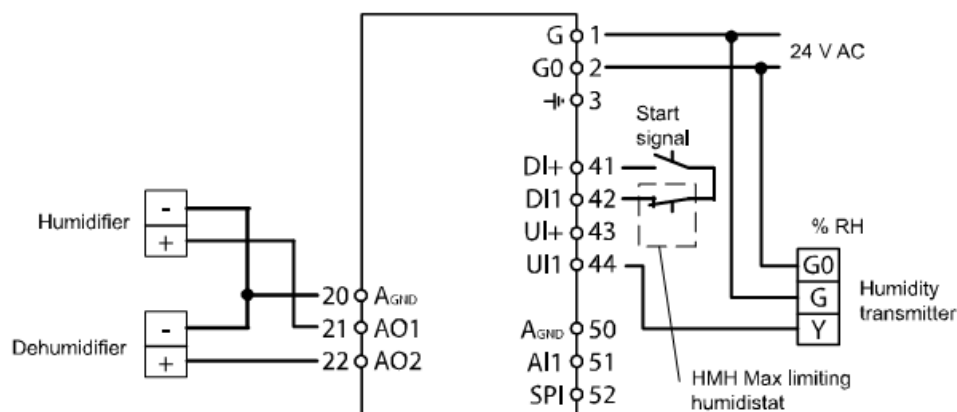 G 1
24 V AC
G0 2
3
Start
signal
DI+ 41
DI1 42
Humidifier
-
+
UI+ 43
% RH
UI1 44
G0
G
Y
Humidity
transmitter
20 AGND
21 AO1
22 AO2
Dehumidifier
-
+
AGND 50
AI1 51
SPI 52
HMH Max limiting
humidistat